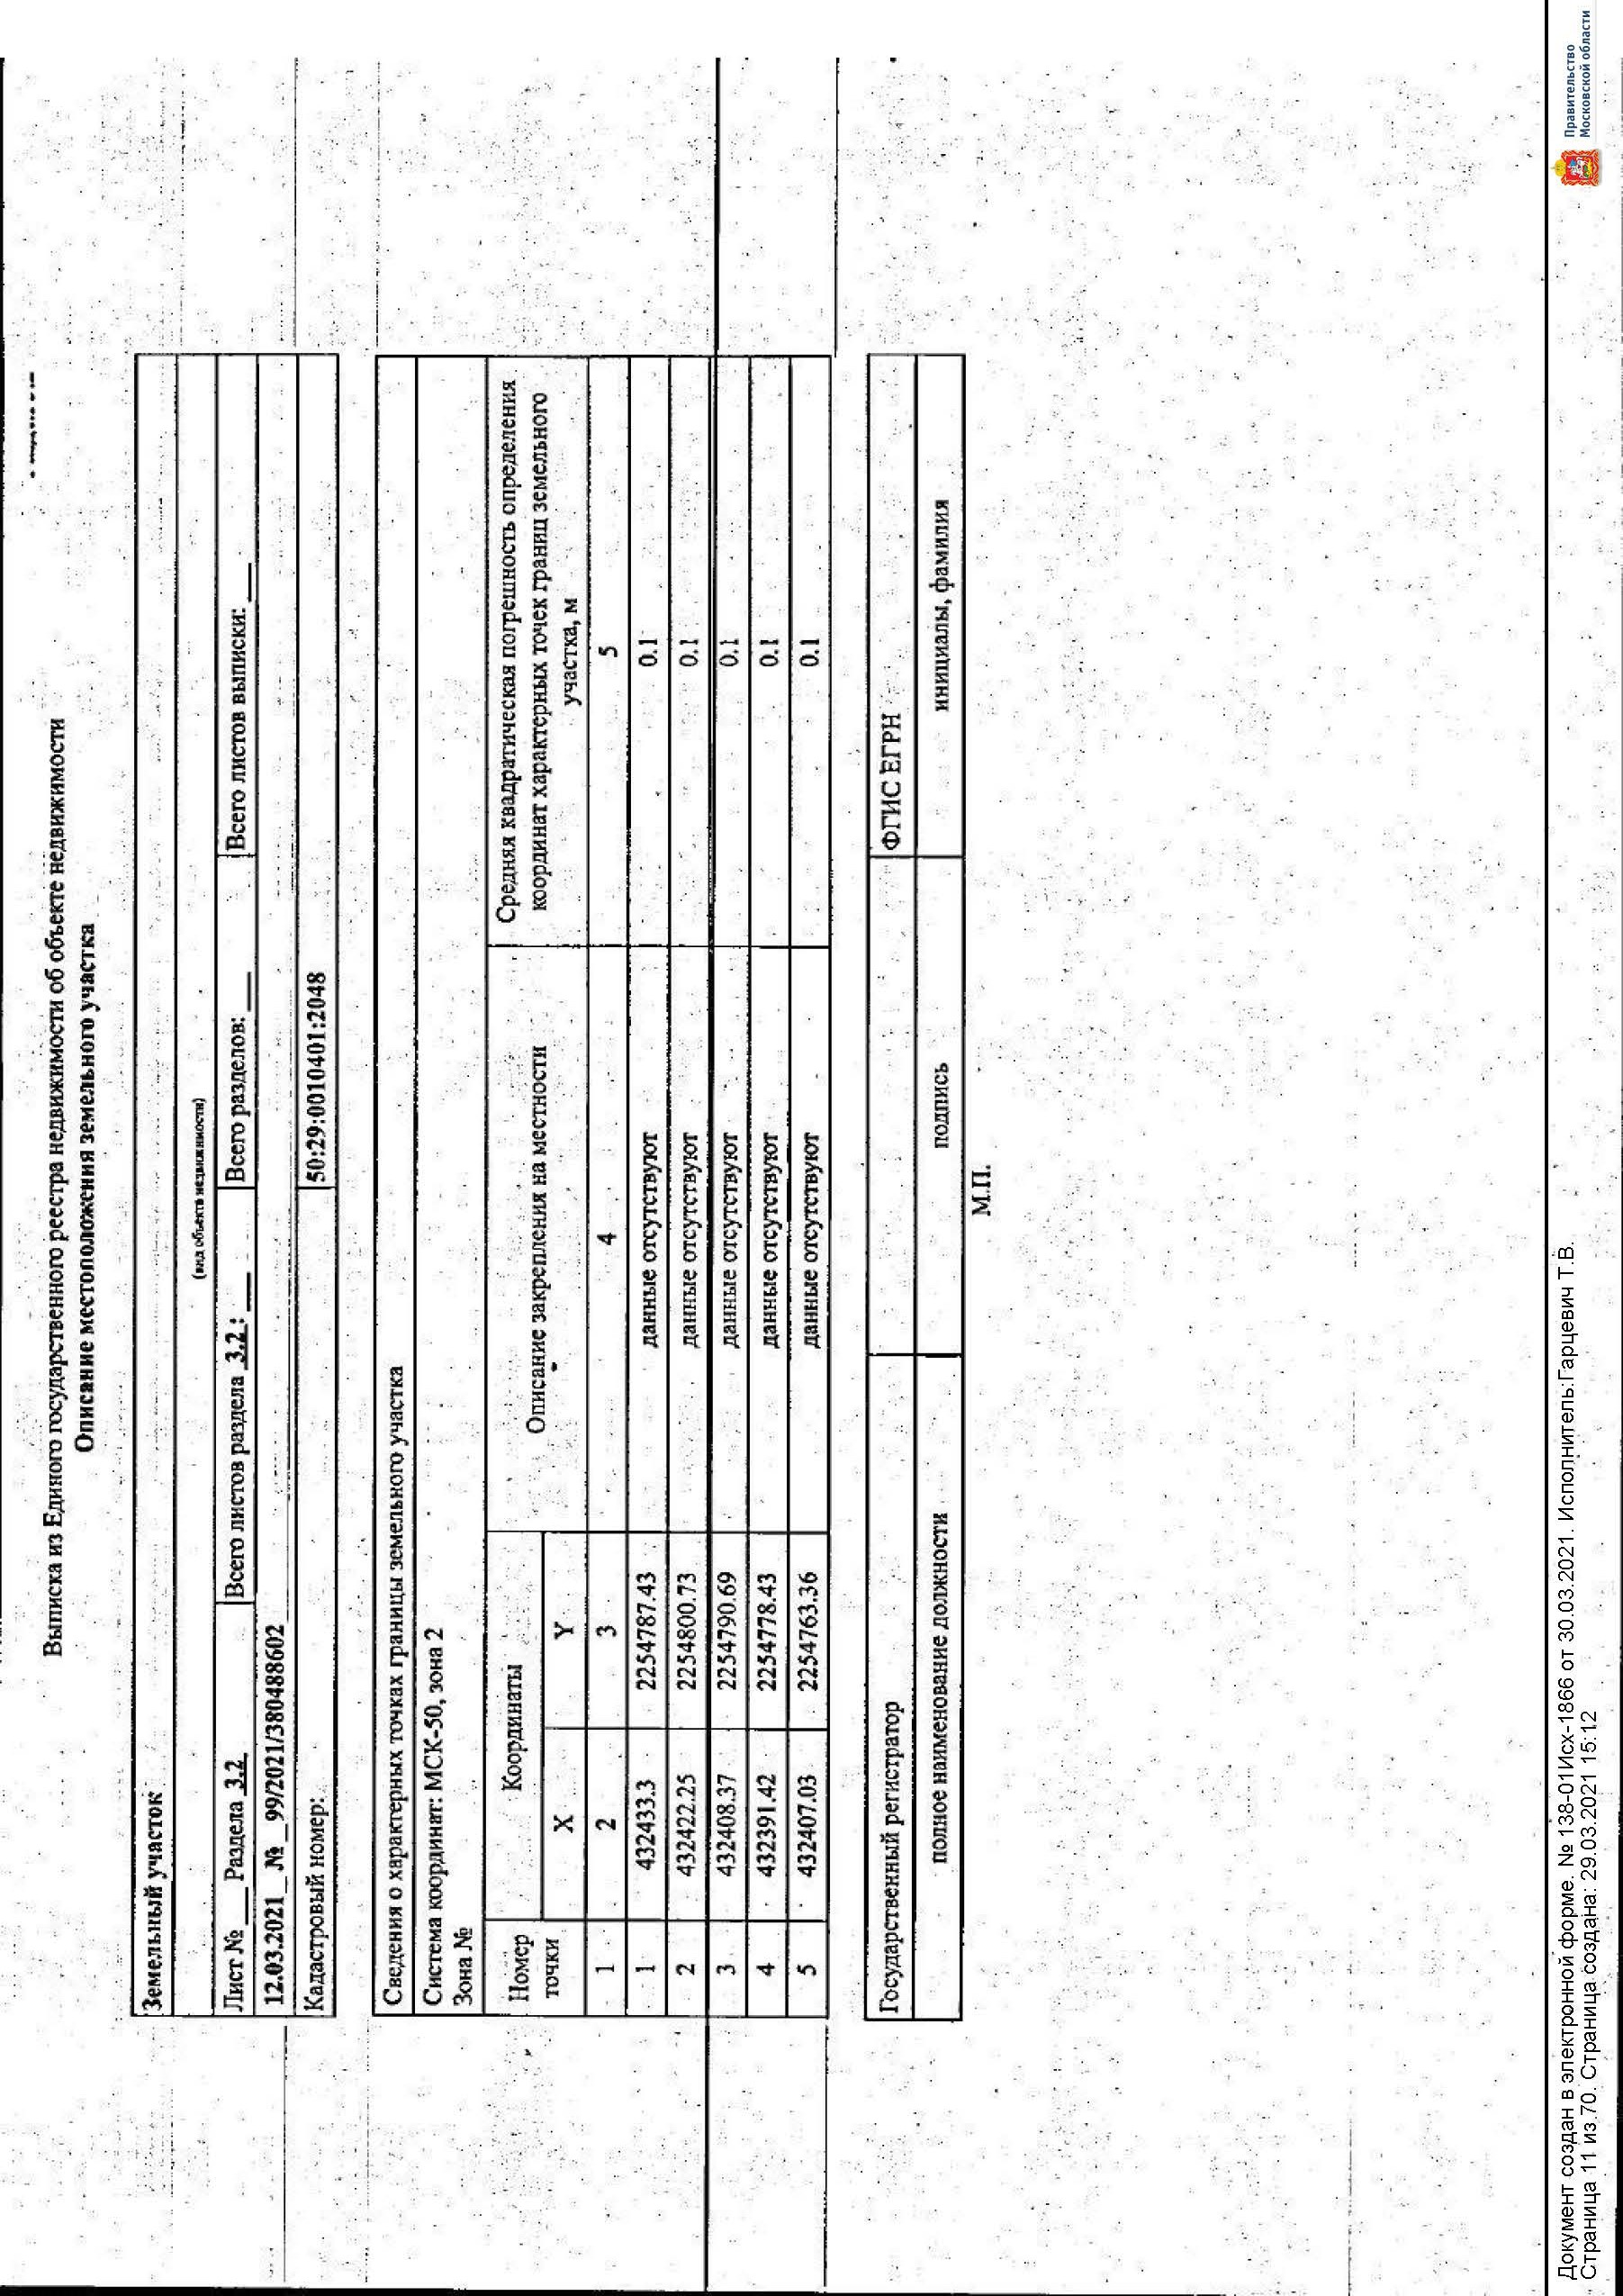 Выписка из Единого государственного реестра недвижимости об объекте недвижимости
Описание местоположения земельного участка
Земельный участок
(вид объекта недвижимости)
Лист № ___ Раздела 3.2 Всего листов раздела 3.2: ___ Всего разделов: ___ Всего листов выписки: ___
12.03.2021 № 99/2021/380488602
Кадастровый номер: 50:29:0010401:2048
Сведения о характерных точках границы земельного участка
Система координат: МСК-50, зона 2
Зона №
Номер точки Координаты Описание закрепления на местности Средняя квадратическая погрешность определения координат характерных точек границ земельного участка, м
X Y
1 2 3 4 5
1 432433.3 2254787.43 данные отсутствуют 0.1
2 432422.25 2254800.73 данные отсутствуют 0.1
3 432408.37 2254790.69 данные отсутствуют 0.1
4 432391.42 2254778.43 данные отсутствуют 0.1
5 432407.03 2254763.36 данные отсутствуют 0.1
Государственный регистратор ФГИС ЕГРН
полное наименование должности подпись инициалы, фамилия
М.П.
Документ создан в электронной форме. № 138-01Исх-1866 от 30.03.2021. Исполнитель:Гарцевич Т.В.
Страница 11 из 70. Страница создана: 29.03.2021 15:12
Правительство
Московской области